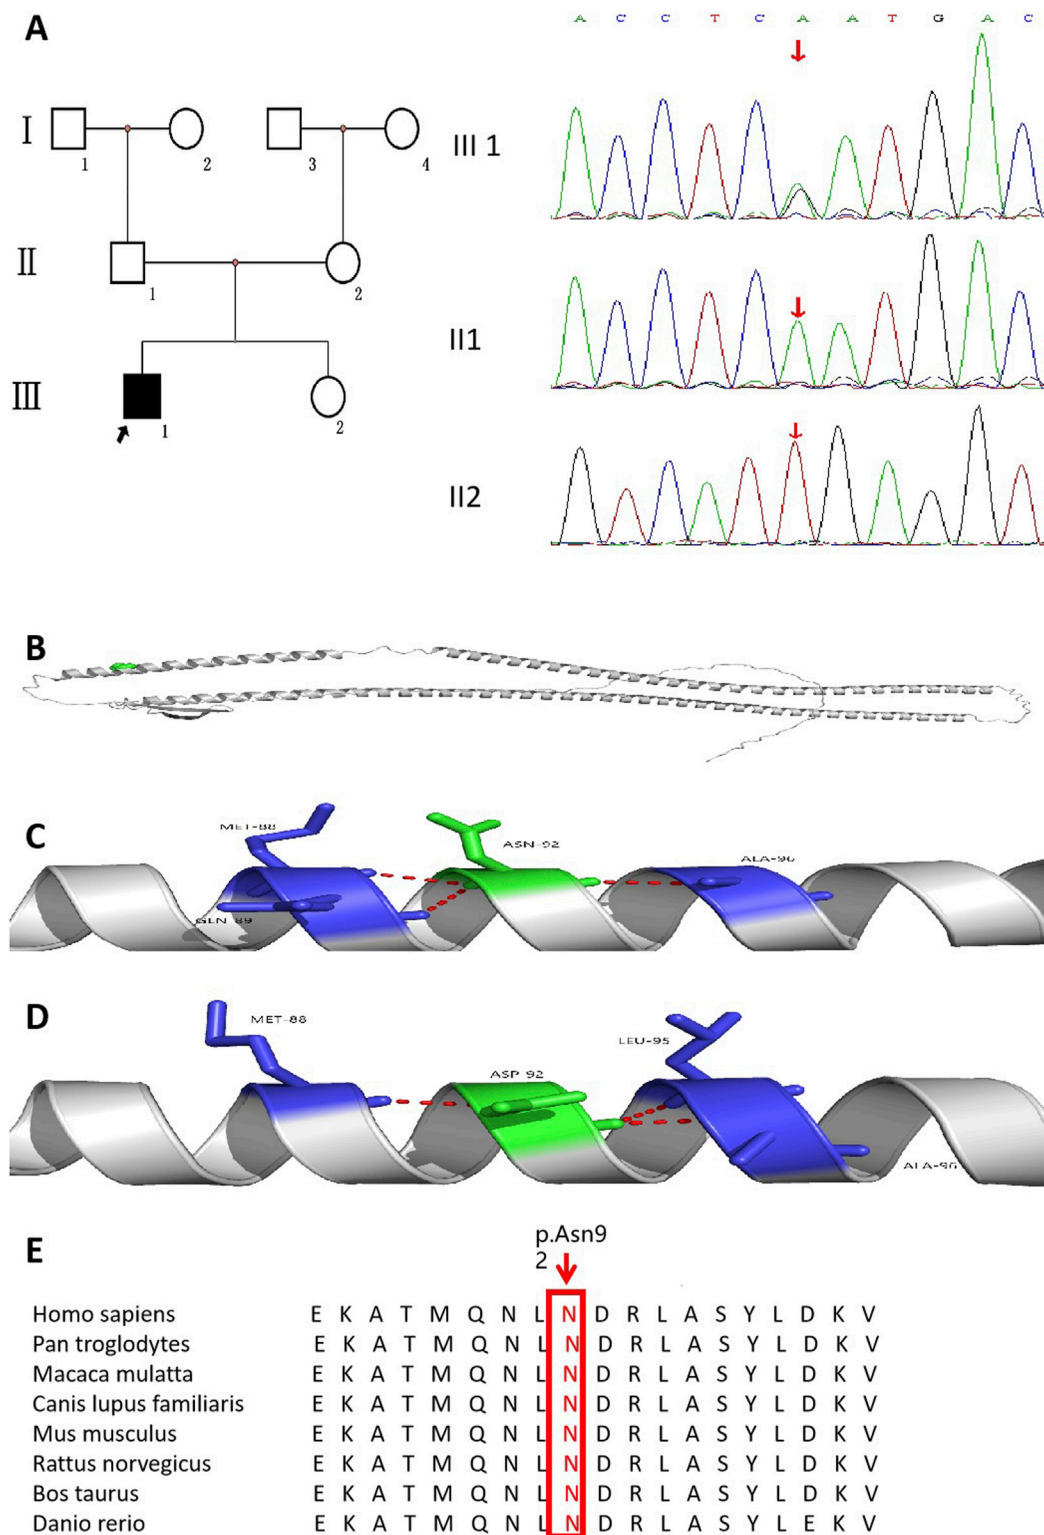 A
A C C T C A A T G A C
I
1 2 3 4
III 1
II
1 2
II1
III
1 2
II2
B
C
MET-88
ASN-92
ALA-96
GLN-89
D
MET-88
LEU-95
ASP-92
ALA-96
E
p.Asn9
2
Homo sapiens E K A T M Q N L N D R L A S Y L D K V
Pan troglodytes E K A T M Q N L N D R L A S Y L D K V
Macaca mulatta E K A T M Q N L N D R L A S Y L D K V
Canis lupus familiaris E K A T M Q N L N D R L A S Y L D K V
Mus musculus E K A T M Q N L N D R L A S Y L D K V
Rattus norvegicus E K A T M Q N L N D R L A S Y L D K V
Bos taurus E K A T M Q N L N D R L A S Y L D K V
Danio rerio E K A T M Q N L N D R L A S Y L E K V